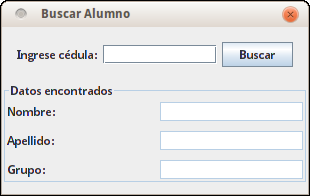 Buscar Alumno
Ingrese cédula: Buscar
Datos encontrados
Nombre:
Apellido:
Grupo: